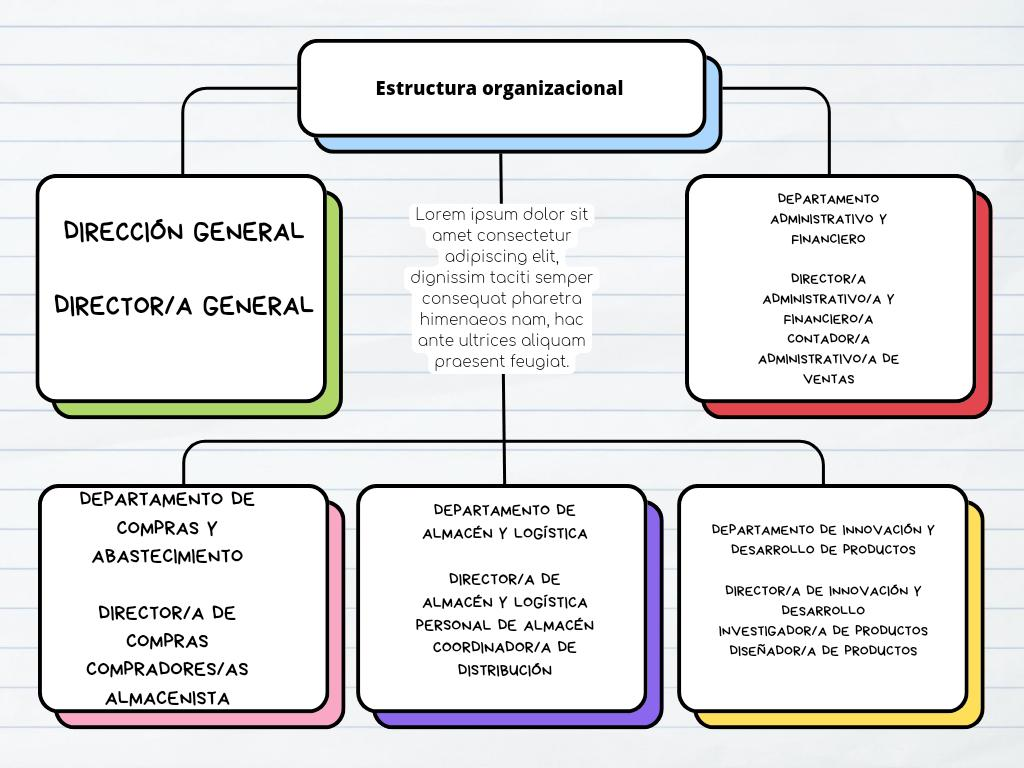 Estructura organizacional
DIRECCIÓN GENERAL
DIRECTOR/A GENERAL
Lorem ipsum dolor sit
amet consectetur
adipiscing elit,
dignissim taciti semper
consequat pharetra
himenaeos nam, hac
ante ultrices aliquam
praesent feugiat.
DEPARTAMENTO
ADMINISTRATIVO Y
FINANCIERO
DIRECTOR/A
ADMINISTRATIVO/A Y
FINANCIERO/A
CONTADOR/A
ADMINISTRATIVO/A DE
VENTAS
DEPARTAMENTO DE
COMPRAS Y
ABASTECIMIENTO
DIRECTOR/A DE
COMPRAS
COMPRADORES/AS
ALMACENISTA
DEPARTAMENTO DE
ALMACÉN Y LOGÍSTICA
DIRECTOR/A DE
ALMACÉN Y LOGÍSTICA
PERSONAL DE ALMACÉN
COORDINADOR/A DE
DISTRIBUCIÓN
DEPARTAMENTO DE INNOVACIÓN Y
DESARROLLO DE PRODUCTOS
DIRECTOR/A DE INNOVACIÓN Y
DESARROLLO
INVESTIGADOR/A DE PRODUCTOS
DISEÑADOR/A DE PRODUCTOS